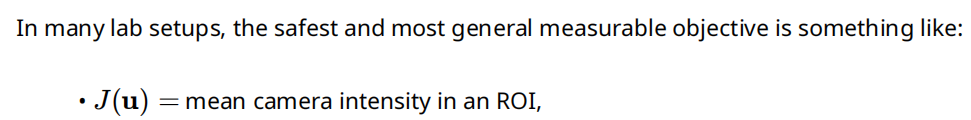 In many lab setups, the safest and most general measurable objective is something like:
• J(u) = mean camera intensity in an ROI,